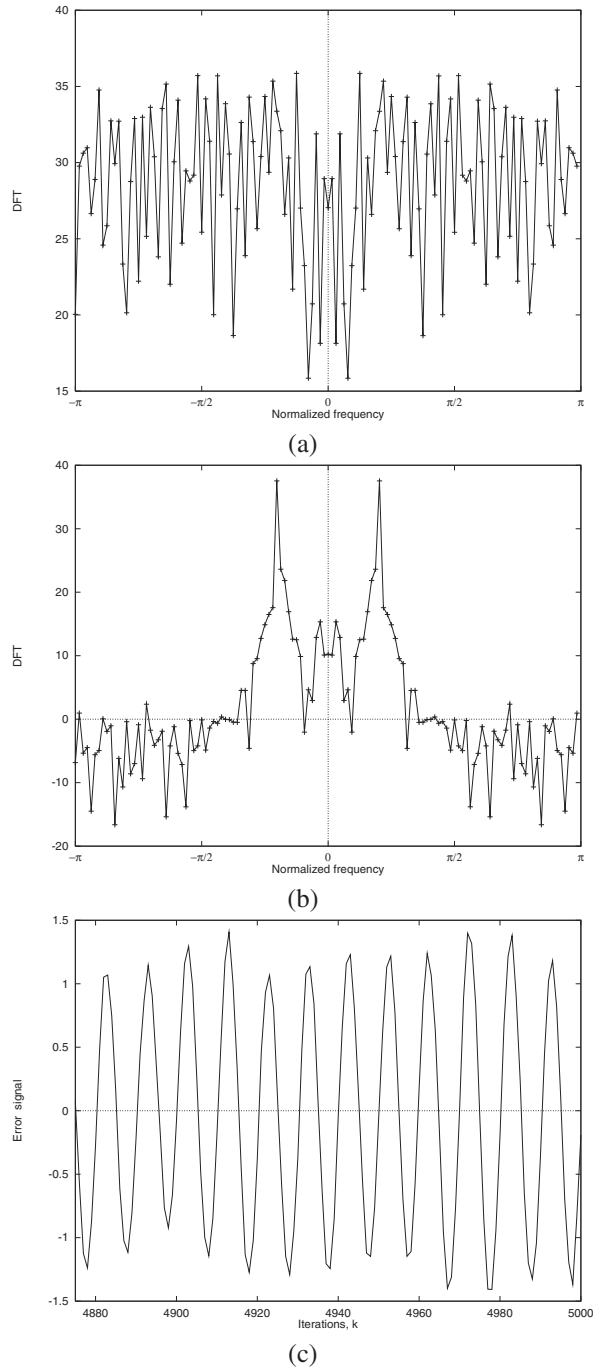 40
35
30
25
20
15
DFT
−π
−π/2
0
π/2
π
Normalized frequency
(a)
40
30
20
10
0
-10
-20
DFT
−π
−π/2
0
π/2
π
Normalized frequency
(b)
1.5
1
0.5
0
-0.5
-1
-1.5
Error signal
4880
4900
4920
4940
4960
4980
5000
Iterations, k
(c)